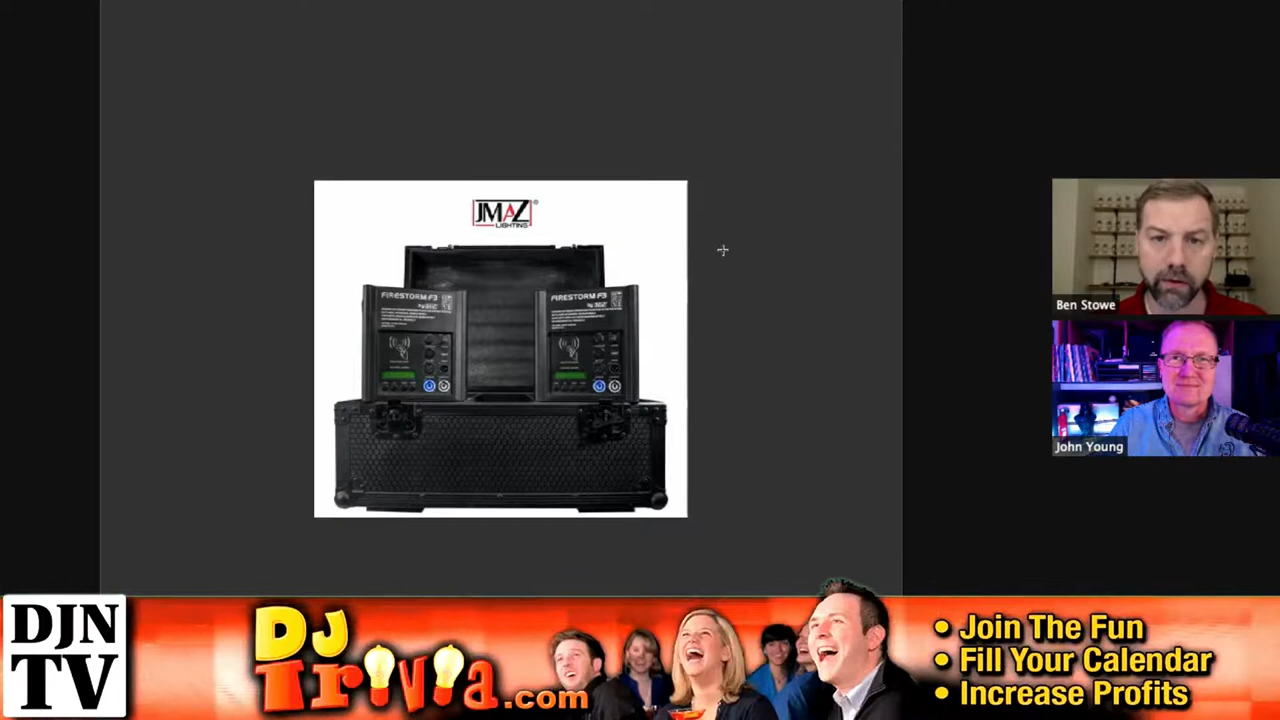 JMAZ
LIGHTING
FIRESTORM F3
FIRESTORM F3
Ben Stowe
John Young
DJN
TV
DJ
Trivia
.com
• Join The Fun
• Fill Your Calendar
• Increase Profits